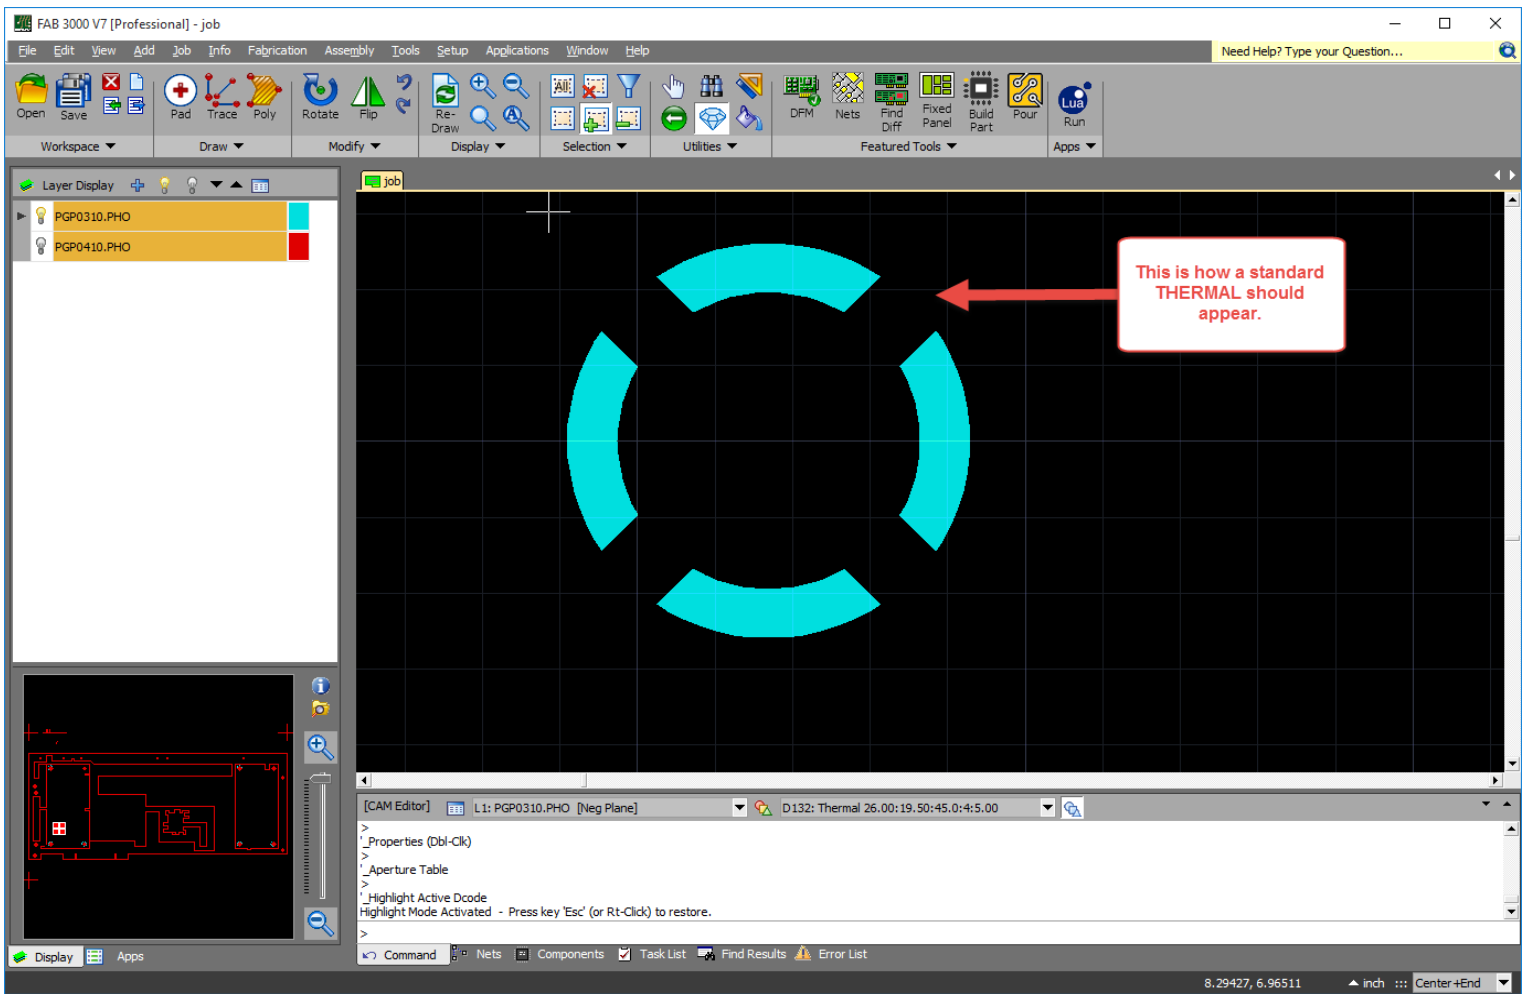 FAB 3000 V7 [Professional] - job
File Edit View Add Job Info Fabrication Assembly Tools Setup Applications Window Help
Need Help? Type your Question...
Open Save Pad Trace Poly Rotate Flip Re-Draw All A DFM Nets Find Diff Fixed Panel Build Part Pour Lua Run
Workspace Draw Modify Display Selection Utilities Featured Tools Apps
Layer Display
job
PGP0310.PHO
PGP0410.PHO
This is how a standard
THERMAL should
appear.
[CAM Editor] L1: PGP0310.PHO [Neg Plane] D132: Thermal 26.00:19.50:45.0:4:5.00
>
'_Properties (Dbl-Clk)
>
'_Aperture Table
>
'_Highlight Active Dcode
Highlight Mode Activated - Press key 'Esc' (or Rt-Click) to restore.
>
Display Apps
Command Nets Components Task List Find Results Error List
8.29427, 6.96511 inch ::: Center+End